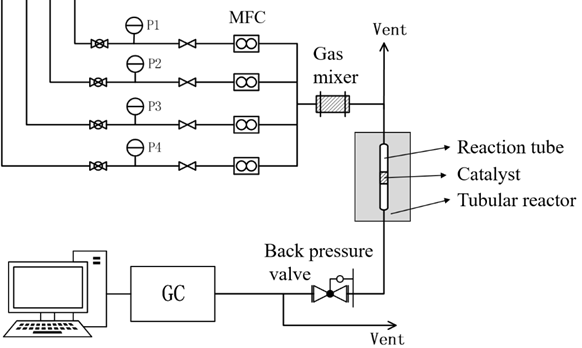 MFC
P1
Vent
Gas
mixer
P2
P3
P4
Reaction tube
Catalyst
Tubular reactor
Back pressure
valve
GC
Vent